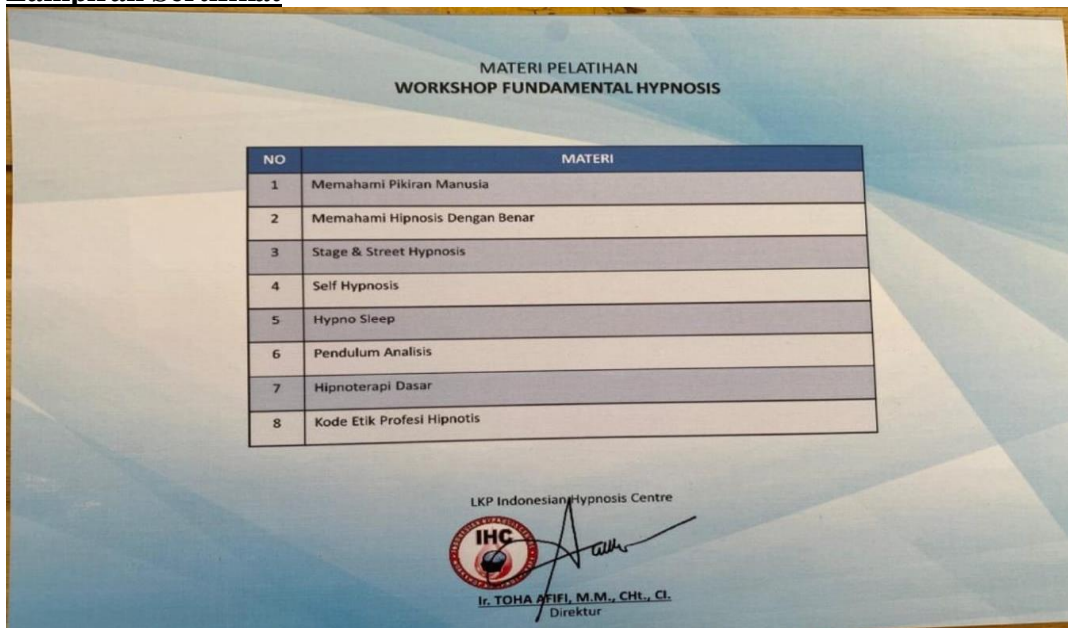 MATERI PELATIHAN
WORKSHOP FUNDAMENTAL HYPNOSIS
NO MATERI
1 Memahami Pikiran Manusia
2 Memahami Hipnosis Dengan Benar
3 Stage & Street Hypnosis
4 Self Hypnosis
5 Hypno Sleep
6 Pendulum Analisis
7 Hipnoterapi Dasar
8 Kode Etik Profesi Hipnotis
LKP Indonesian Hypnosis Centre
IHC
Ir. TOHA AFIFI, M.M., CHt., CI.
Direktur